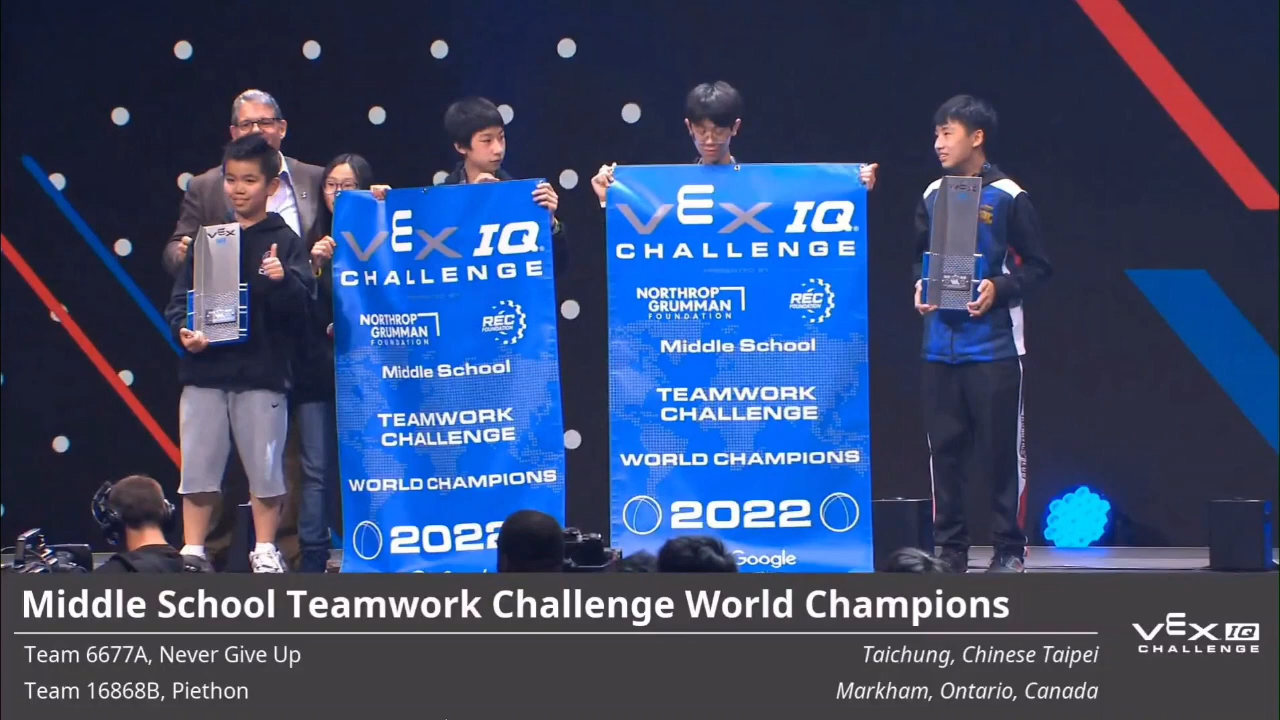 VEX
VEX IQ
CHALLENGE
NORTHROP
GRUMMAN
FOUNDATION
REC
FOUNDATION
Middle School
TEAMWORK
CHALLENGE
WORLD CHAMPIONS
2022
VEX IQ
CHALLENGE
NORTHROP
GRUMMAN
FOUNDATION
REC
FOUNDATION
Middle School
TEAMWORK
CHALLENGE
WORLD CHAMPIONS
2022
Google
Middle School Teamwork Challenge World Champions
Team 6677A, Never Give Up
Taichung, Chinese Taipei
Team 16868B, Piethon
Markham, Ontario, Canada
VEX IQ
CHALLENGE